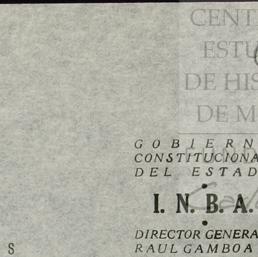 CENT
ESTU
DE HIS
DE M
GOBIERN
CONSTITUCIONA
DEL ESTAD
I. N. B. A.
DIRECTOR GENERA
S
RAUL GAMBOA